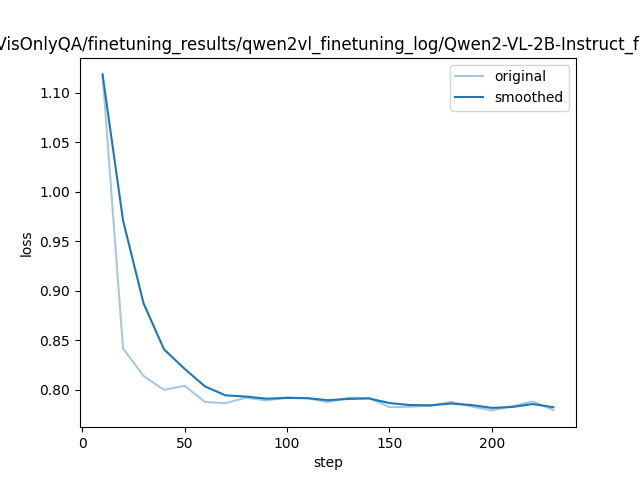 VisOnlyQA/finetuning_results/qwen2vl_finetuning_log/Qwen2-VL-2B-Instruct_f
original
smoothed
1.10
1.05
1.00
0.95
0.90
0.85
0.80
loss
0
50
100
150
200
step